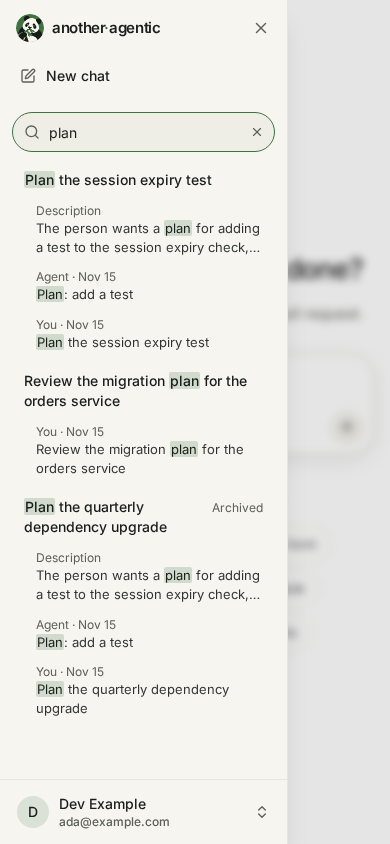 another·agentic
New chat
plan
Plan the session expiry test
Description
The person wants a plan for adding
a test to the session expiry check,...
Agent · Nov 15
Plan: add a test
You · Nov 15
Plan the session expiry test
Review the migration plan for the
orders service
You · Nov 15
Review the migration plan for the
orders service
Plan the quarterly
dependency upgrade
Archived
Description
The person wants a plan for adding
a test to the session expiry check,...
Agent · Nov 15
Plan: add a test
You · Nov 15
Plan the quarterly dependency
upgrade
D
Dev Example
ada@example.com
done?
request.